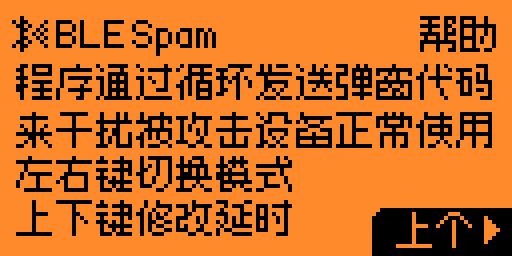 BLE Spam 帮助
程序通过循环发送弹窗代码
来干扰被攻击设备正常使用
左右键切换模式
上下键修改延时
上个